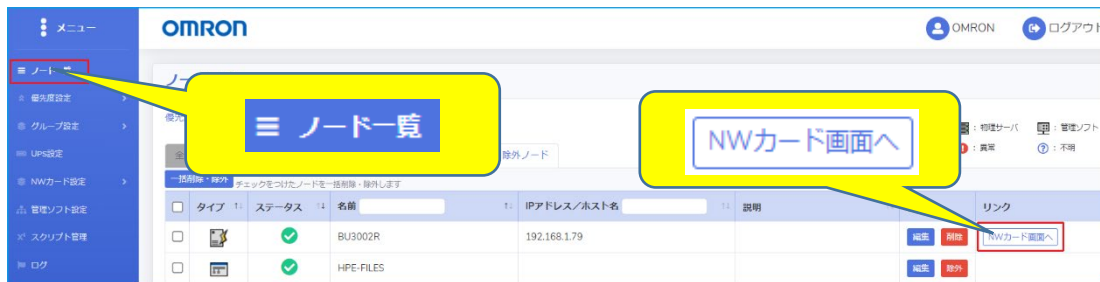 メニュー
OMRON
OMRON
ログアウト
優先度設定
グループ設定
UPS設定
NWカード設定
管理ソフト設定
スクリプト管理
ログ
ノード一覧
NWカード画面へ
：物理サーバ
：管理ソフト
：異常
：不明
除外ノード
一括削除・除外
チェックをつけたノードを一括削除・除外します
タイプ ステータス 名前 IPアドレス／ホスト名 説明 リンク
BU3002R 192.168.1.79 編集 削除 NWカード画面へ
HPE-FILES 編集 除外